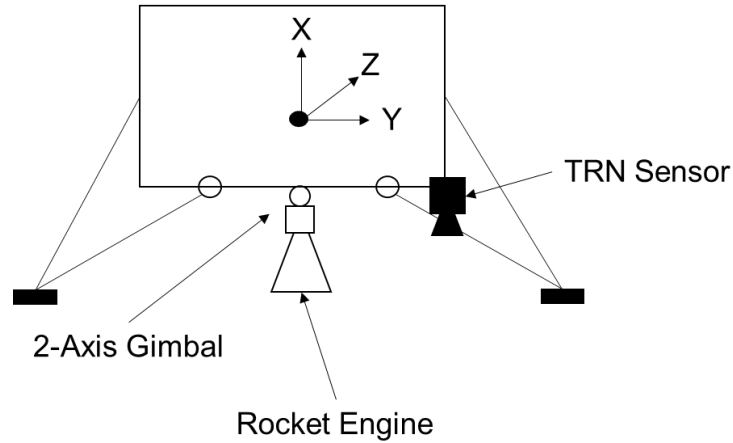 X
Z
Y
TRN Sensor
2-Axis Gimbal
Rocket Engine